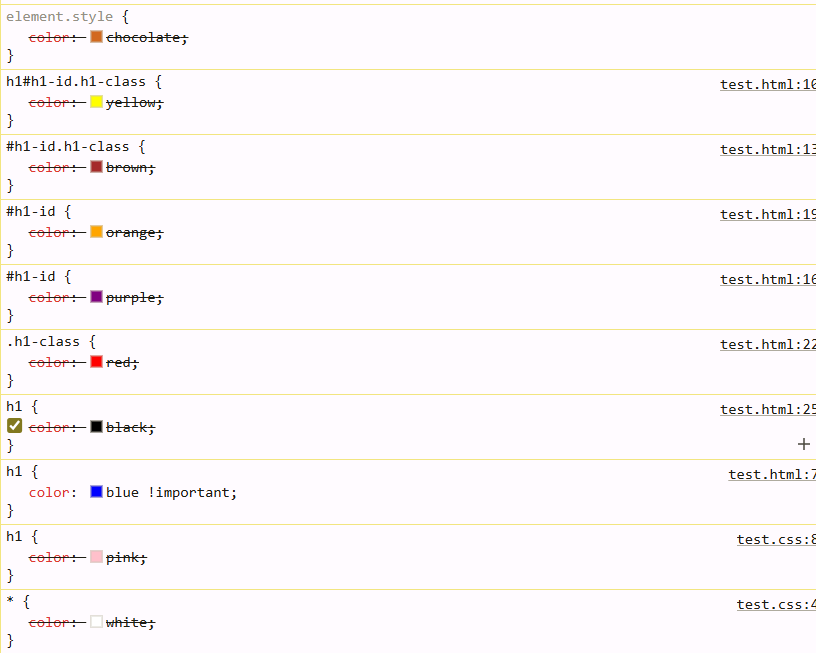 element.style {
color: chocolate;
}
h1#h1-id.h1-class { test.html:10
color: yellow;
}
#h1-id.h1-class { test.html:13
color: brown;
}
#h1-id { test.html:19
color: orange;
}
#h1-id { test.html:16
color: purple;
}
.h1-class { test.html:22
color: red;
}
h1 { test.html:25
color: black;
}
h1 { test.html:7
color: blue !important;
}
h1 { test.css:8
color: pink;
}
* { test.css:4
color: white;
}